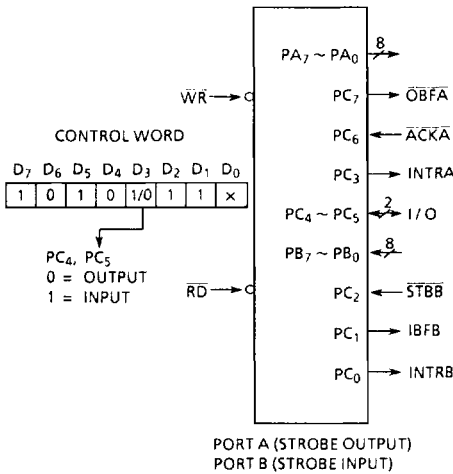 PA7 ~ PA0 8
WR
PC7 OBFA
PC6 ACKA
CONTROL WORD
PC3 INTRA
D7 D6 D5 D4 D3 D2 D1 D0
1 0 1 0 1/0 1 1 ×
PC4 ~ PC5 2 I/O
PB7 ~ PB0 8
PC4, PC5
0 = OUTPUT
1 = INPUT
RD
PC2 STBB
PC1 IBFB
PC0 INTRB
PORT A (STROBE OUTPUT)
PORT B (STROBE INPUT)